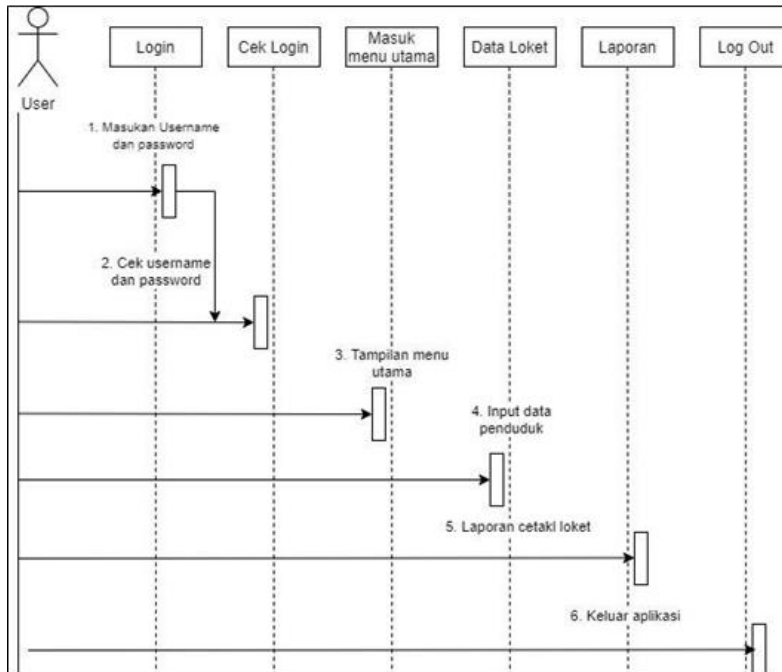 Login
Cek Login
Masuk
menu utama
Data Loket
Laporan
Log Out
User
1. Masukan Username
dan password
2. Cek username
dan password
3. Tampilan menu
utama
4. Input data
penduduk
5. Laporan cetakl loket
6. Keluar aplikasi